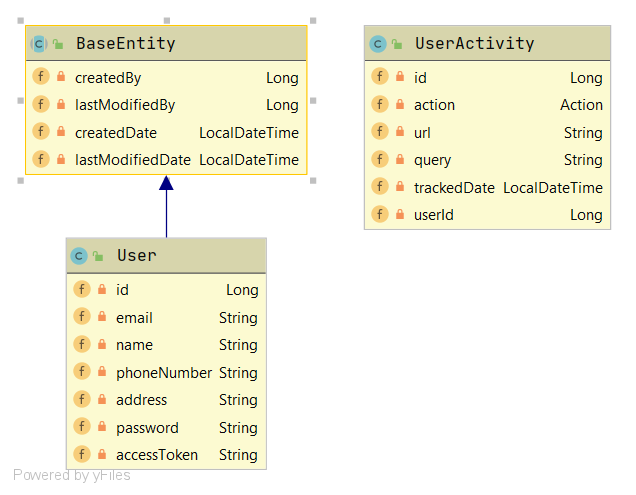 BaseEntity
createdBy Long
lastModifiedBy Long
createdDate LocalDateTime
lastModifiedDate LocalDateTime
UserActivity
id Long
action Action
url String
query String
trackedDate LocalDateTime
userId Long
User
id Long
email String
name String
phoneNumber String
address String
password String
accessToken String
Powered by yFiles